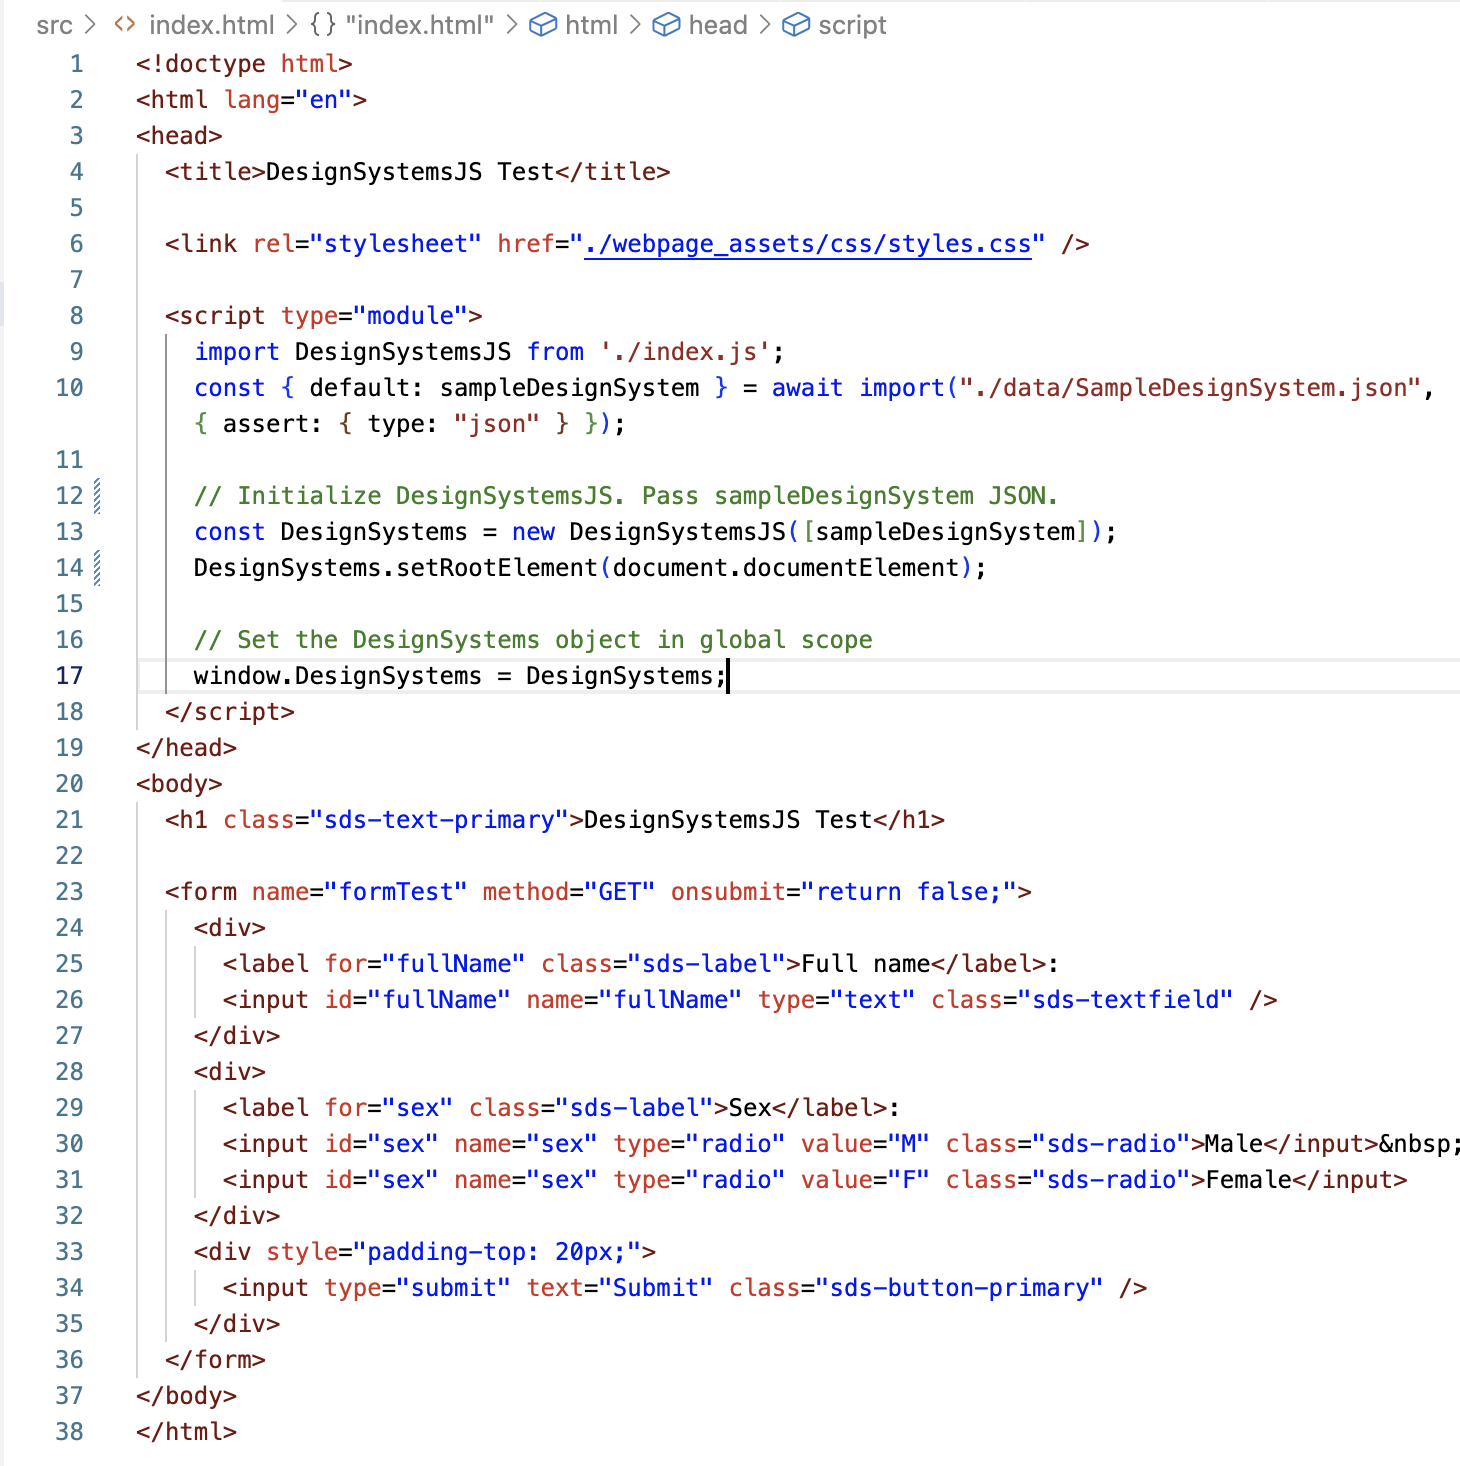 src > <> index.html > {} "index.html" > html > head > script
1 <!doctype html>
2 <html lang="en">
3 <head>
4   <title>DesignSystemsJS Test</title>
5
6   <link rel="stylesheet" href="./webpage_assets/css/styles.css" />
7
8   <script type="module">
9     import DesignSystemsJS from './index.js';
10     const { default: sampleDesignSystem } = await import("./data/SampleDesignSystem.json",
    { assert: { type: "json" } });
11
12     // Initialize DesignSystemsJS. Pass sampleDesignSystem JSON.
13     const DesignSystems = new DesignSystemsJS([sampleDesignSystem]);
14     DesignSystems.setRootElement(document.documentElement);
15
16     // Set the DesignSystems object in global scope
17     window.DesignSystems = DesignSystems;
18   </script>
19 </head>
20 <body>
21   <h1 class="sds-text-primary">DesignSystemsJS Test</h1>
22
23   <form name="formTest" method="GET" onsubmit="return false;">
24     <div>
25       <label for="fullName" class="sds-label">Full name</label>:
26       <input id="fullName" name="fullName" type="text" class="sds-textfield" />
27     </div>
28     <div>
29       <label for="sex" class="sds-label">Sex</label>:
30       <input id="sex" name="sex" type="radio" value="M" class="sds-radio">Male</input>&nbsp;
31       <input id="sex" name="sex" type="radio" value="F" class="sds-radio">Female</input>
32     </div>
33     <div style="padding-top: 20px;">
34       <input type="submit" text="Submit" class="sds-button-primary" />
35     </div>
36   </form>
37 </body>
38 </html>